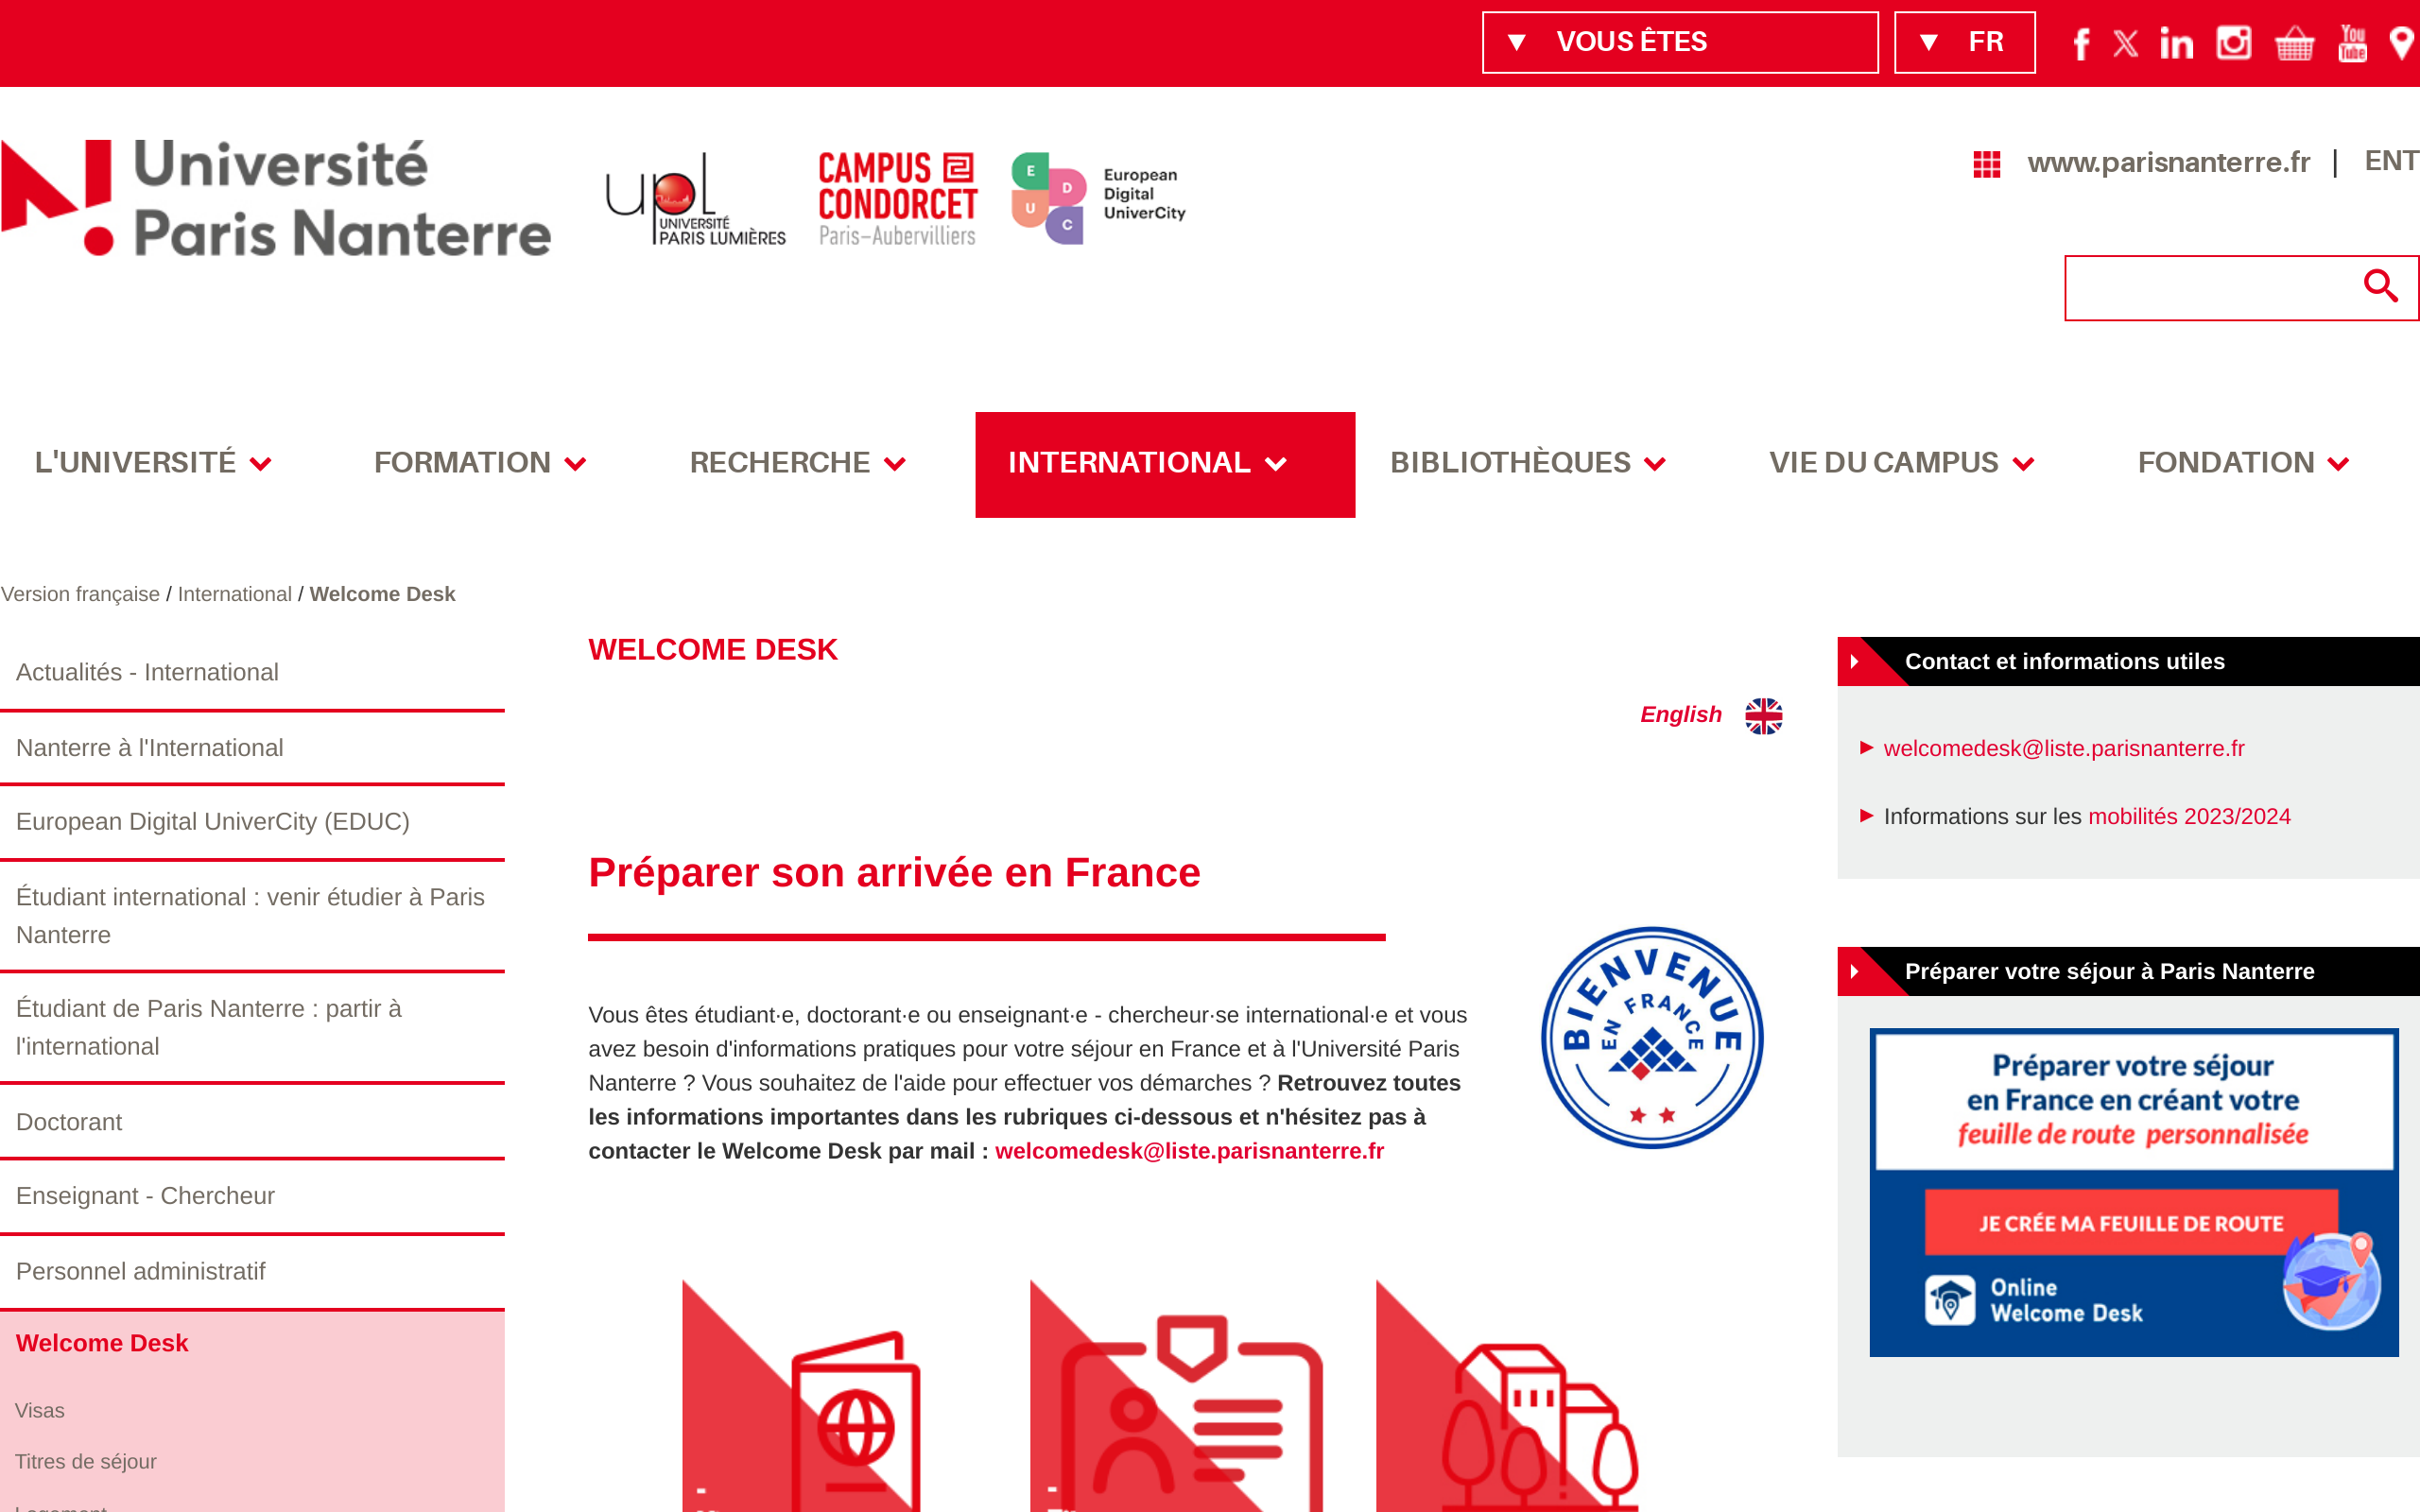 VOUS ÊTES
FR
You
Tube
Université
Paris Nanterre
upl
UNIVERSITÉ
PARIS LUMIÈRES
CAMPUS
CONDORCET
Paris–Aubervilliers
E
D
U
C
European
Digital
UniverCity
www.parisnanterre.fr | ENT
L'UNIVERSITÉ
FORMATION
RECHERCHE
INTERNATIONAL
BIBLIOTHÈQUES
VIE DU CAMPUS
FONDATION
Version française / International / Welcome Desk
Actualités - International
Nanterre à l'International
European Digital UniverCity (EDUC)
Étudiant international : venir étudier à Paris
Nanterre
Étudiant de Paris Nanterre : partir à
l'international
Doctorant
Enseignant - Chercheur
Personnel administratif
Welcome Desk
Visas
Titres de séjour
WELCOME DESK
English
Préparer son arrivée en France
Vous êtes étudiant·e, doctorant·e ou enseignant·e - chercheur·se international·e et vous
avez besoin d'informations pratiques pour votre séjour en France et à l'Université Paris
Nanterre ? Vous souhaitez de l'aide pour effectuer vos démarches ? Retrouvez toutes
les informations importantes dans les rubriques ci-dessous et n'hésitez pas à
contacter le Welcome Desk par mail : welcomedesk@liste.parisnanterre.fr
BIENVENUE
EN FRANCE
Contact et informations utiles
welcomedesk@liste.parisnanterre.fr
Informations sur les mobilités 2023/2024
Préparer votre séjour à Paris Nanterre
Préparer votre séjour
en France en créant votre
feuille de route personnalisée
JE CRÉE MA FEUILLE DE ROUTE
Online
Welcome Desk